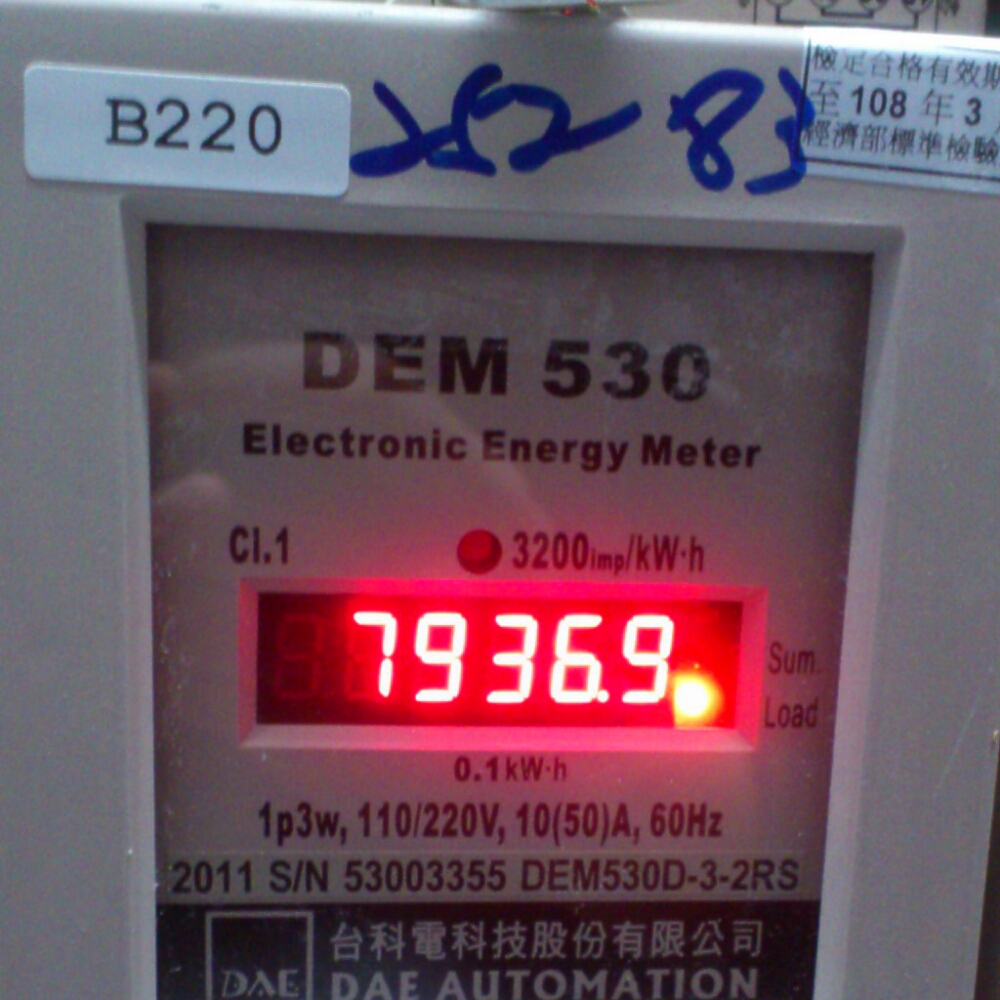 B220
252-83
檢定合格有效期
至 108 年 3
經濟部標準檢驗
DEM 530
Electronic Energy Meter
Cl.1
3200imp/kW·h
7936.9
Sum.
Load
0.1kW·h
1p3w, 110/220V, 10(50)A, 60Hz
2011 S/N 53003355 DEM530D-3-2RS
DAE
台科電科技股份有限公司
DAE AUTOMATION